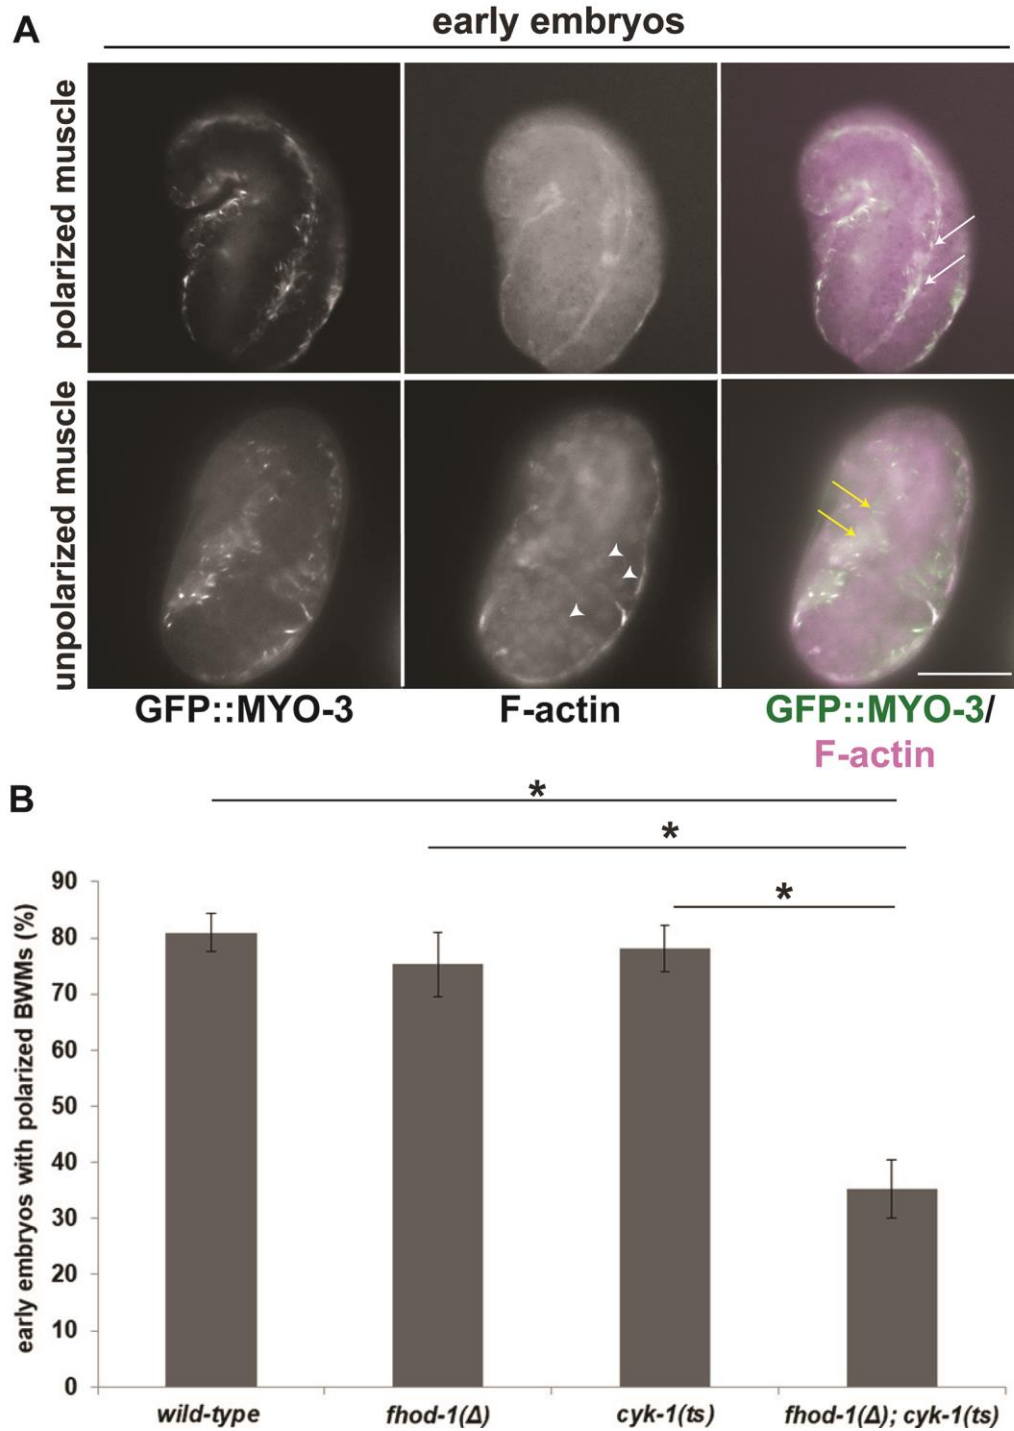 A
early embryos
polarized muscle
unpolarized muscle
GFP::MYO-3
F-actin
GFP::MYO-3/
F-actin
B
*
*
*
early embryos with polarized BWMs (%)
90
80
70
60
50
40
30
20
10
0
wild-type
fhod-1(Δ)
cyk-1(ts)
fhod-1(Δ); cyk-1(ts)